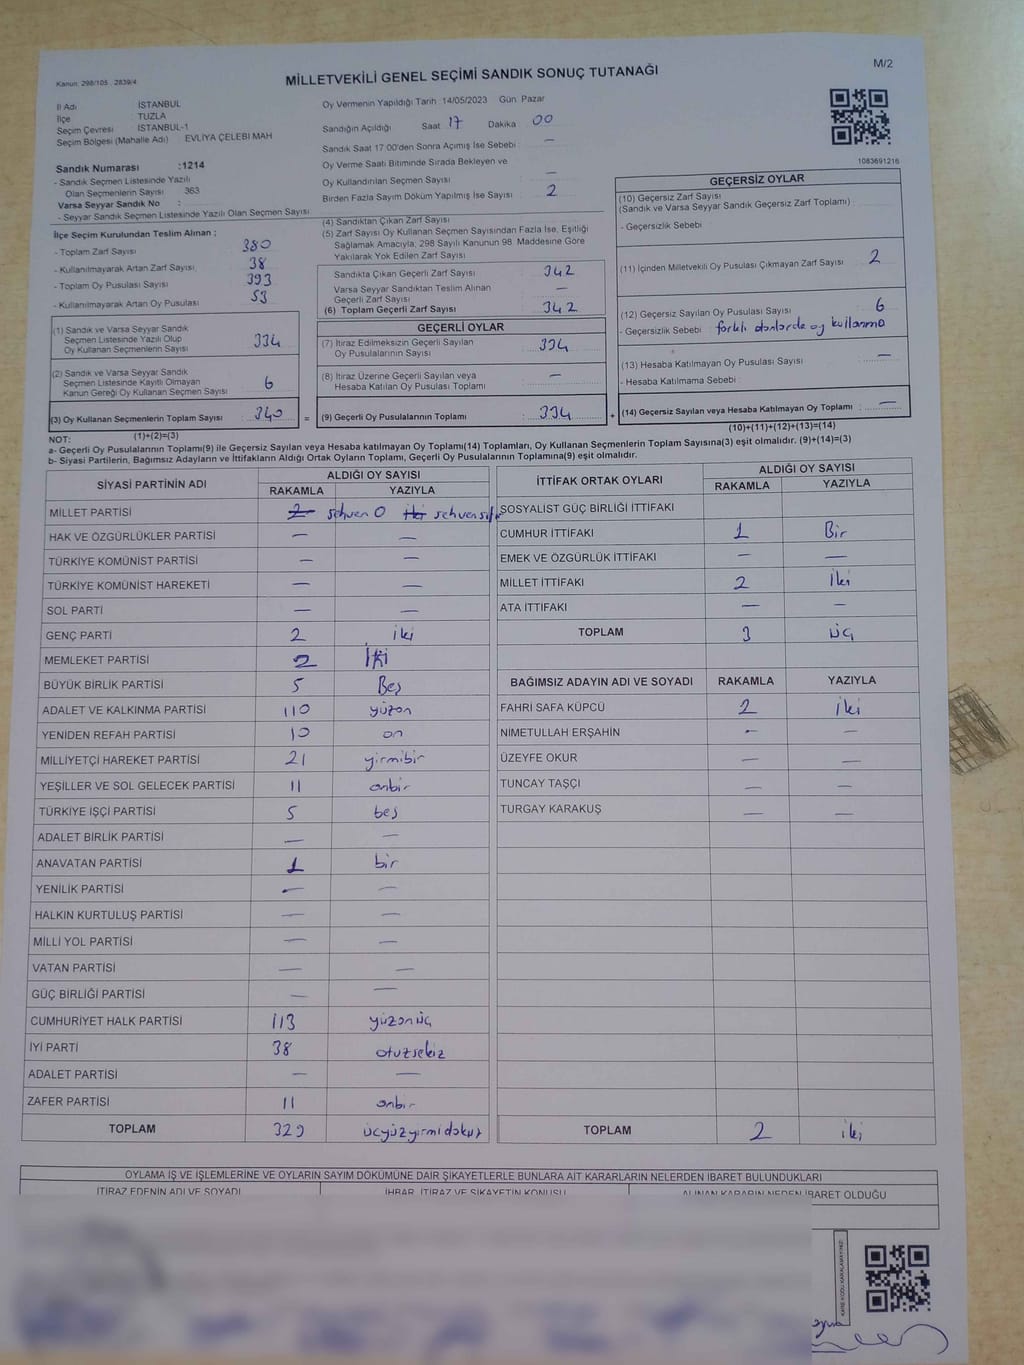 Kanun: 298/105 . 2839/4
MİLLETVEKİLİ GENEL SEÇİMİ SANDIK SONUÇ TUTANAĞI
M/2
İl Adı İSTANBUL
İlçe TUZLA
Seçim Çevresi İSTANBUL-1
Seçim Bölgesi (Mahalle Adı) EVLİYA ÇELEBİ MAH
Sandık Numarası :1214
- Sandık Seçmen Listesinde Yazılı
Olan Seçmenlerin Sayısı 363
Varsa Seyyar Sandık No :
- Seyyar Sandık Seçmen Listesinde Yazılı Olan Seçmen Sayısı
İlçe Seçim Kurulundan Teslim Alınan ;
- Toplam Zarf Sayısı 380
- Kullanılmayarak Artan Zarf Sayısı 38
- Toplam Oy Pusulası Sayısı 393
- Kullanılmayarak Artan Oy Pusulası 53
(1) Sandık ve Varsa Seyyar Sandık
Seçmen Listesinde Yazılı Olup
Oy Kullanan Seçmenlerin Sayısı 334
(2) Sandık ve Varsa Seyyar Sandık
Seçmen Listesinde Kayıtlı Olmayan
Kanun Gereği Oy Kullanan Seçmen Sayısı 6
(3) Oy Kullanan Seçmenlerin Toplam Sayısı 340 =
(1)+(2)=(3)
Oy Vermenin Yapıldığı Tarih :14/05/2023 Gün: Pazar
Sandığın Açıldığı Saat 17 Dakika 00
Sandık Saat 17.00'den Sonra Açımış İse Sebebi —
Oy Verme Saati Bitiminde Sırada Bekleyen ve
Oy Kullandırılan Seçmen Sayısı —
Birden Fazla Sayım Döküm Yapılmış İse Sayısı 2
(4) Sandıktan Çıkan Zarf Sayısı
(5) Zarf Sayısı Oy Kullanan Seçmen Sayısından Fazla İse, Eşitliği
Sağlamak Amacıyla, 298 Sayılı Kanunun 98. Maddesine Göre
Yakılarak Yok Edilen Zarf Sayısı
Sandıkta Çıkan Geçerli Zarf Sayısı 342
Varsa Seyyar Sandıktan Teslim Alınan
Geçerli Zarf Sayısı —
(6) Toplam Geçerli Zarf Sayısı 342
GEÇERLİ OYLAR
(7) İtiraz Edilmeksizin Geçerli Sayılan
Oy Pusulalarının Sayısı 334
(8) İtiraz Üzerine Geçerli Sayılan veya
Hesaba Katılan Oy Pusulası Toplamı —
(9) Geçerli Oy Pusulalarının Toplamı 334 +
1083691216
GEÇERSİZ OYLAR
(10) Geçersiz Zarf Sayısı
(Sandık ve Varsa Seyyar Sandık Geçersiz Zarf Toplamı)
- Geçersizlik Sebebi
(11) İçinden Milletvekili Oy Pusulası Çıkmayan Zarf Sayısı 2
(12) Geçersiz Sayılan Oy Pusulası Sayısı 6
- Geçersizlik Sebebi : farklı alanlarda oy kullanma
(13) Hesaba Katılmayan Oy Pusulası Sayısı —
- Hesaba Katılmama Sebebi :
(14) Geçersiz Sayılan veya Hesaba Katılmayan Oy Toplamı : —
(10)+(11)+(12)+(13)=(14)
NOT:
a- Geçerli Oy Pusulalarının Toplamı(9) ile Geçersiz Sayılan veya Hesaba katılmayan Oy Toplamı(14) Toplamları, Oy Kullanan Seçmenlerin Toplam Sayısına(3) eşit olmalıdır. (9)+(14)=(3)
b- Siyasi Partilerin, Bağımsız Adayların ve İttifakların Aldığı Ortak Oyların Toplamı, Geçerli Oy Pusulalarının Toplamına(9) eşit olmalıdır.
SİYASİ PARTİNİN ADI ALDIĞI OY SAYISI
RAKAMLA YAZIYLA
MİLLET PARTİSİ 2 sehven 0 iki sehven sıfır
HAK VE ÖZGÜRLÜKLER PARTİSİ — —
TÜRKİYE KOMÜNİST PARTİSİ — —
TÜRKİYE KOMÜNİST HAREKETİ — —
SOL PARTİ — —
GENÇ PARTİ 2 iki
MEMLEKET PARTİSİ 2 İki
BÜYÜK BİRLİK PARTİSİ 5 Beş
ADALET VE KALKINMA PARTİSİ 110 yüzon
YENİDEN REFAH PARTİSİ 10 on
MİLLİYETÇİ HAREKET PARTİSİ 21 yirmibir
YEŞİLLER VE SOL GELECEK PARTİSİ 11 onbir
TÜRKİYE İŞÇİ PARTİSİ 5 beş
ADALET BİRLİK PARTİSİ — —
ANAVATAN PARTİSİ 1 bir
YENİLİK PARTİSİ — —
HALKIN KURTULUŞ PARTİSİ — —
MİLLİ YOL PARTİSİ — —
VATAN PARTİSİ — —
GÜÇ BİRLİĞİ PARTİSİ — —
CUMHURİYET HALK PARTİSİ 113 yüzonüç
İYİ PARTİ 38 otuzsekiz
ADALET PARTİSİ — —
ZAFER PARTİSİ 11 onbir
TOPLAM 329 üçyüzyirmidokuz
İTTİFAK ORTAK OYLARI ALDIĞI OY SAYISI
RAKAMLA YAZIYLA
SOSYALİST GÜÇ BİRLİĞİ İTTİFAKI
CUMHUR İTTİFAKI 1 Bir
EMEK VE ÖZGÜRLÜK İTTİFAKI — —
MİLLET İTTİFAKI 2 iki
ATA İTTİFAKI — —
TOPLAM 3 üç
BAĞIMSIZ ADAYIN ADI VE SOYADI RAKAMLA YAZIYLA
FAHRİ SAFA KÜPCÜ 2 iki
NİMETULLAH ERŞAHİN — —
ÜZEYFE OKUR — —
TUNCAY TAŞÇI — —
TURGAY KARAKUŞ — —
TOPLAM 2 iki
OYLAMA İŞ VE İŞLEMLERİNE VE OYLARIN SAYIM DÖKÜMÜNE DAİR ŞİKAYETLERLE BUNLARA AİT KARARLARIN NELERDEN İBARET BULUNDUKLARI
İTİRAZ EDENİN ADI VE SOYADI İHBAR, İTİRAZ VE ŞİKAYETİN KONUSU ALINAN KARARIN NEDEN İBARET OLDUĞU